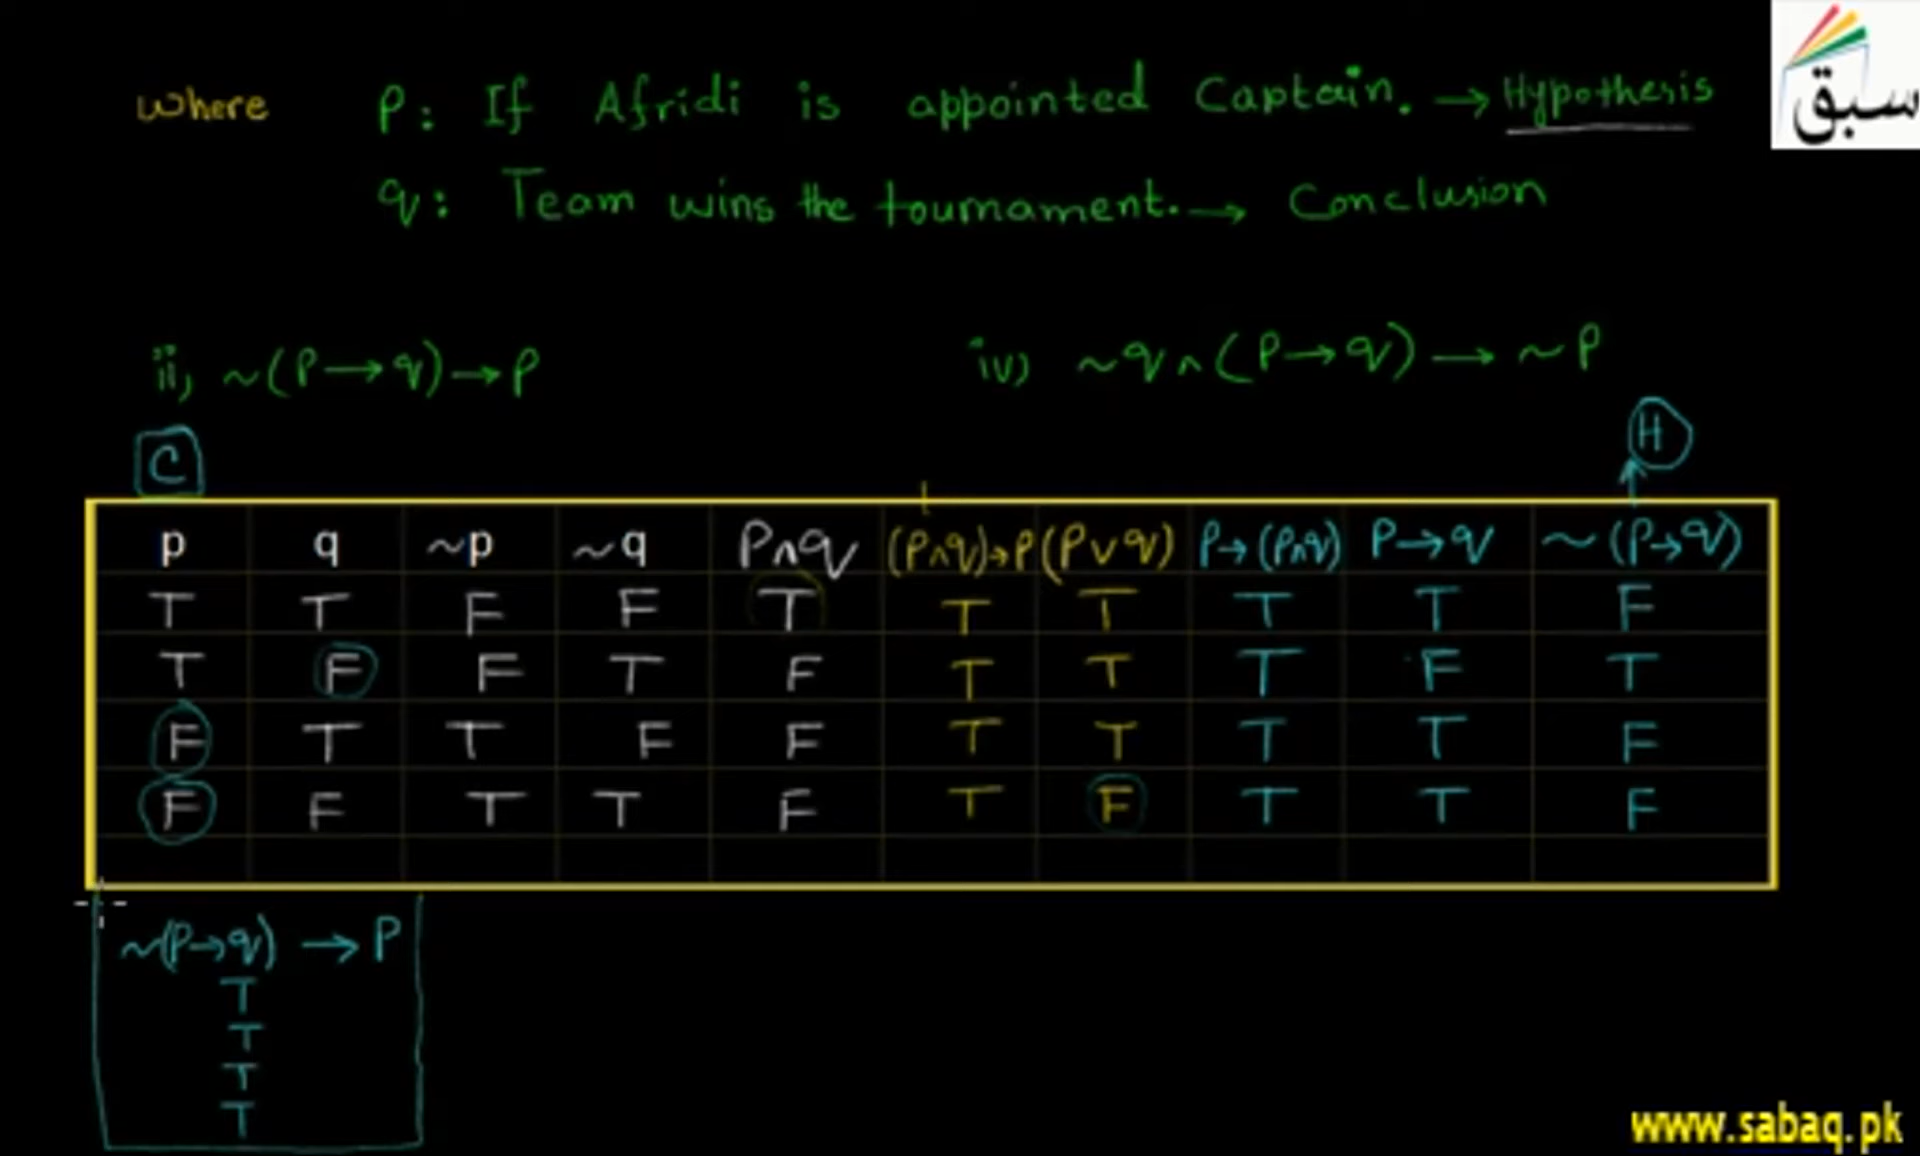 where P: If Afridi is appointed Captain. → Hypothesis
سبق
q: Team wins the tournament. → Conclusion
ii, ~(P→q)→P
iv) ~q∧(P→q)→~P
C
H
p q ~p ~q P∧q (P∧q)→P (P∨q) P→(P∧q) P→q ~(P→q)
T T F F T T T T T F
T F F T F T T T F T
F T T F F T T T T F
F F T T F T F T T F
~(P→q) → P
T
T
T
T
www.sabaq.pk